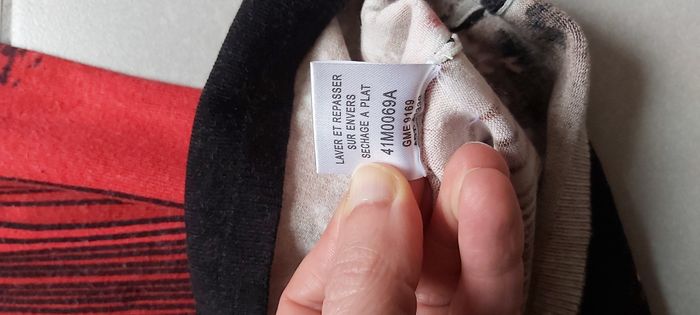 LAVER ET REPASSER
SUR ENVERS
SECHAGE A PLAT
41M0069A
GME 9169